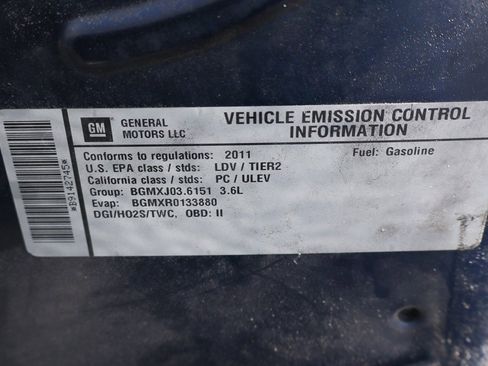 GM
GENERAL MOTORS LLC
VEHICLE EMISSION CONTROL
INFORMATION
Conforms to regulations: 2011 Fuel: Gasoline
U.S. EPA class / stds: LDV / TIER2
California class / stds: PC / ULEV
Group: BGMXJ03.6151 3.6L
Evap: BGMXR0133880
DGI/HO2S/TWC, OBD: II
*B9142745*